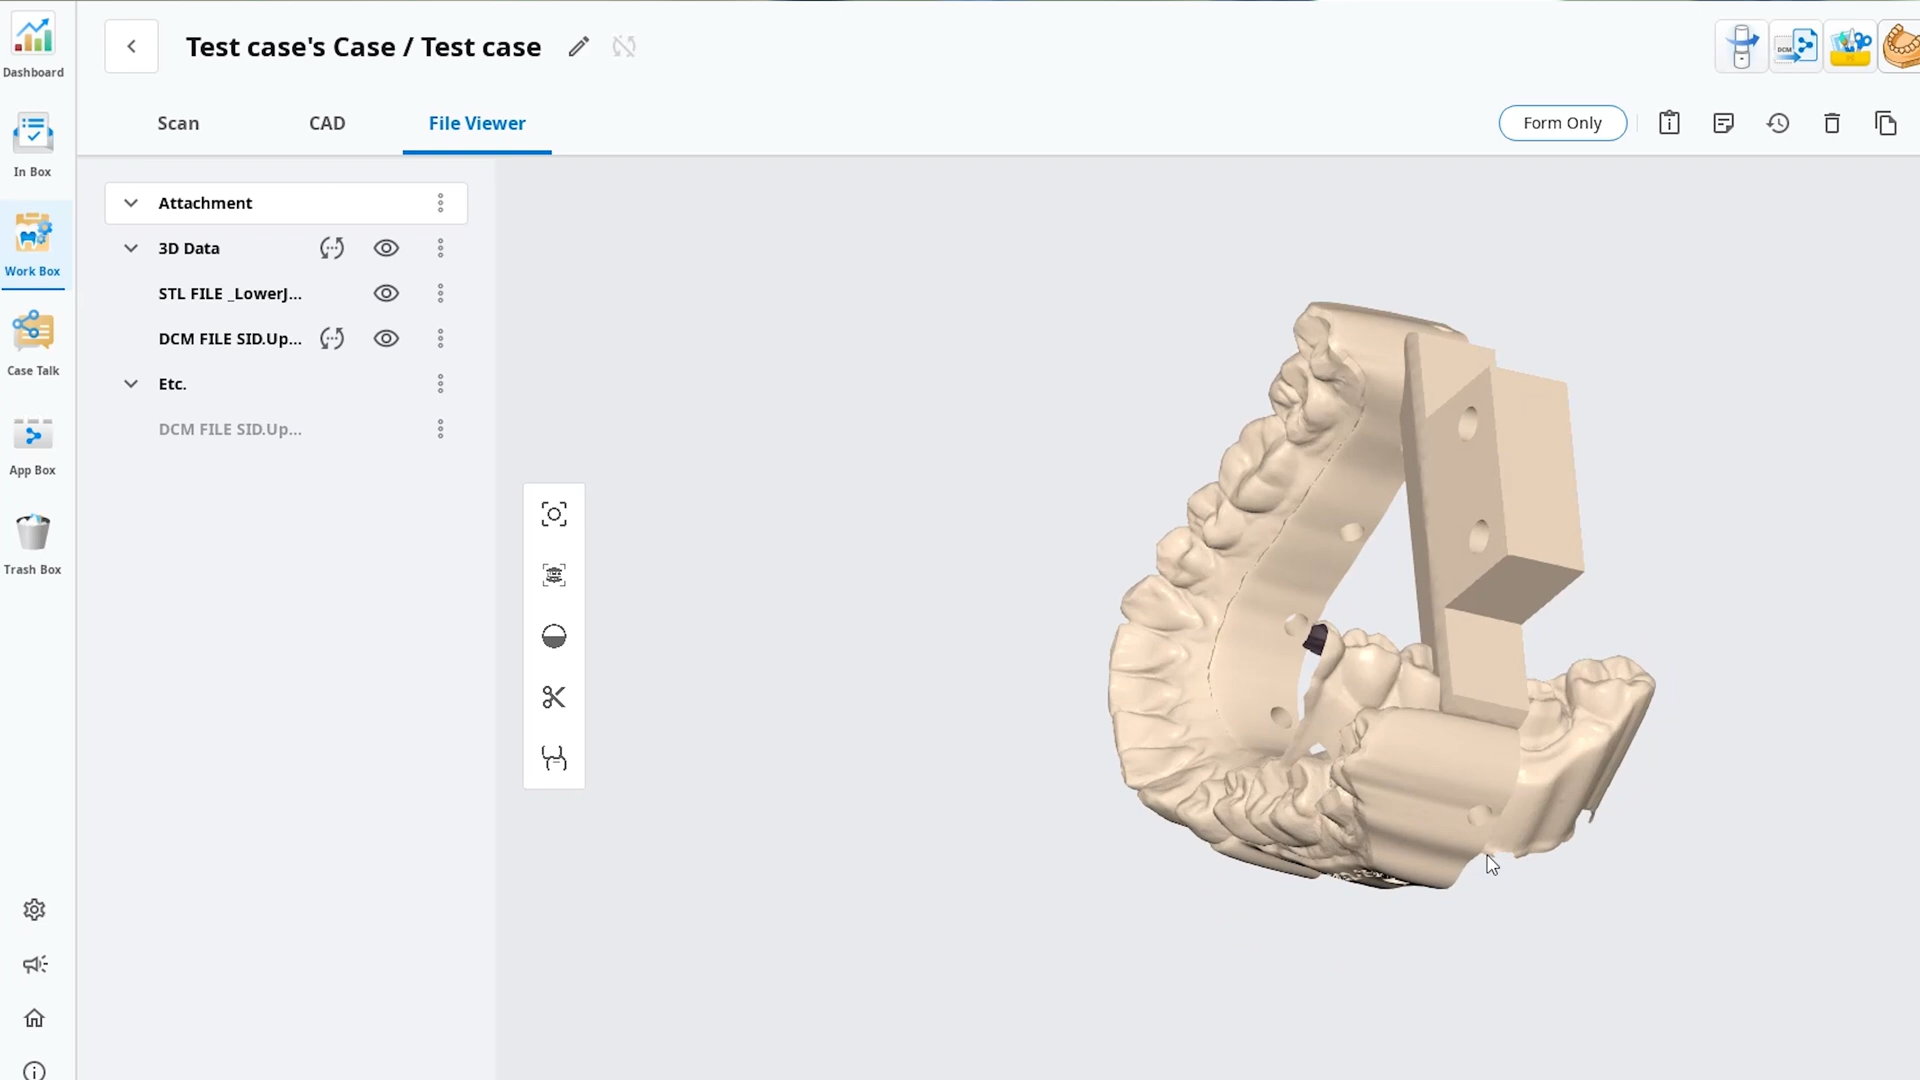 Dashboard
In Box
Work Box
Case Talk
App Box
Trash Box
Test case's Case / Test case
Scan
CAD
File Viewer
Form Only
DCM
Attachment
3D Data
STL FILE _LowerJ...
DCM FILE SID.Up...
Etc.
DCM FILE SID.Up...